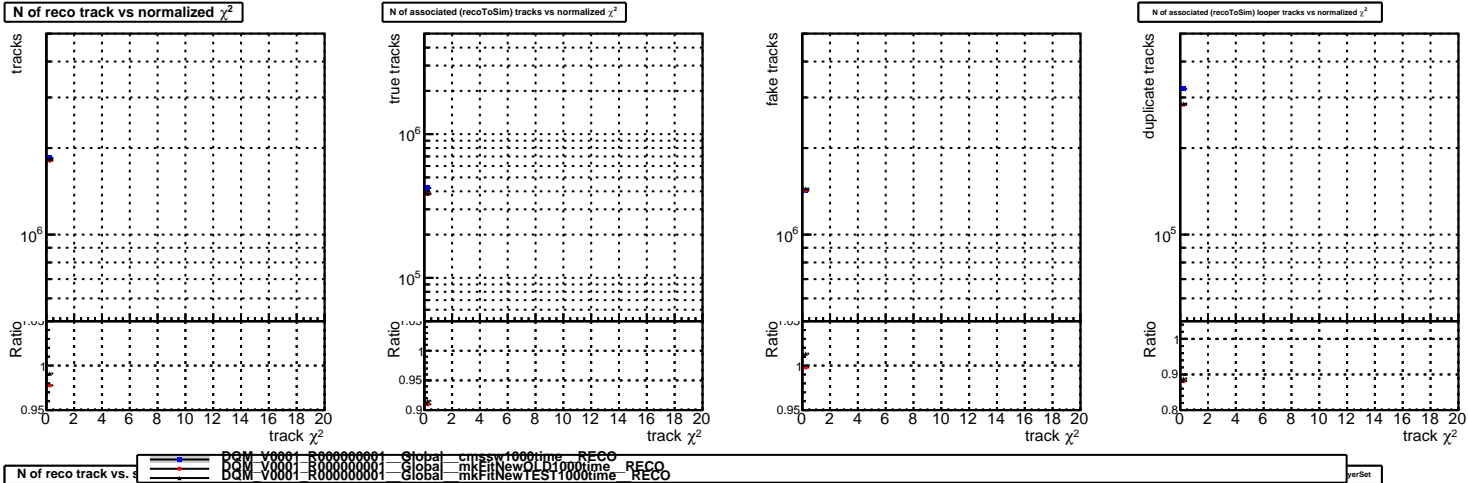 N of reco track vs normalized χ²
N of associated (recoToSim) tracks vs normalized χ²
N of associated (recoToSim) looper tracks vs normalized χ²
tracks
10⁶
Ratio
1
0.95
0 2 4 6 8 10 12 14 16 18 20
track χ²
true tracks
10⁶
10⁵
Ratio
1
0.95
0.9
0 2 4 6 8 10 12 14 16 18 20
track χ²
fake tracks
10⁶
Ratio
1
0.95
0 2 4 6 8 10 12 14 16 18 20
track χ²
duplicate tracks
10⁵
Ratio
1
0.9
0.8
0 2 4 6 8 10 12 14 16 18 20
track χ²
DQM_V0001_R000000001__Global__cmssw1000time__RECO
DQM_V0001_R000000001__Global__mkFitNewOLD1000time__RECO
DQM_V0001_R000000001__Global__mkFitNewTEST1000time__RECO
N of reco track vs. s
yerSet